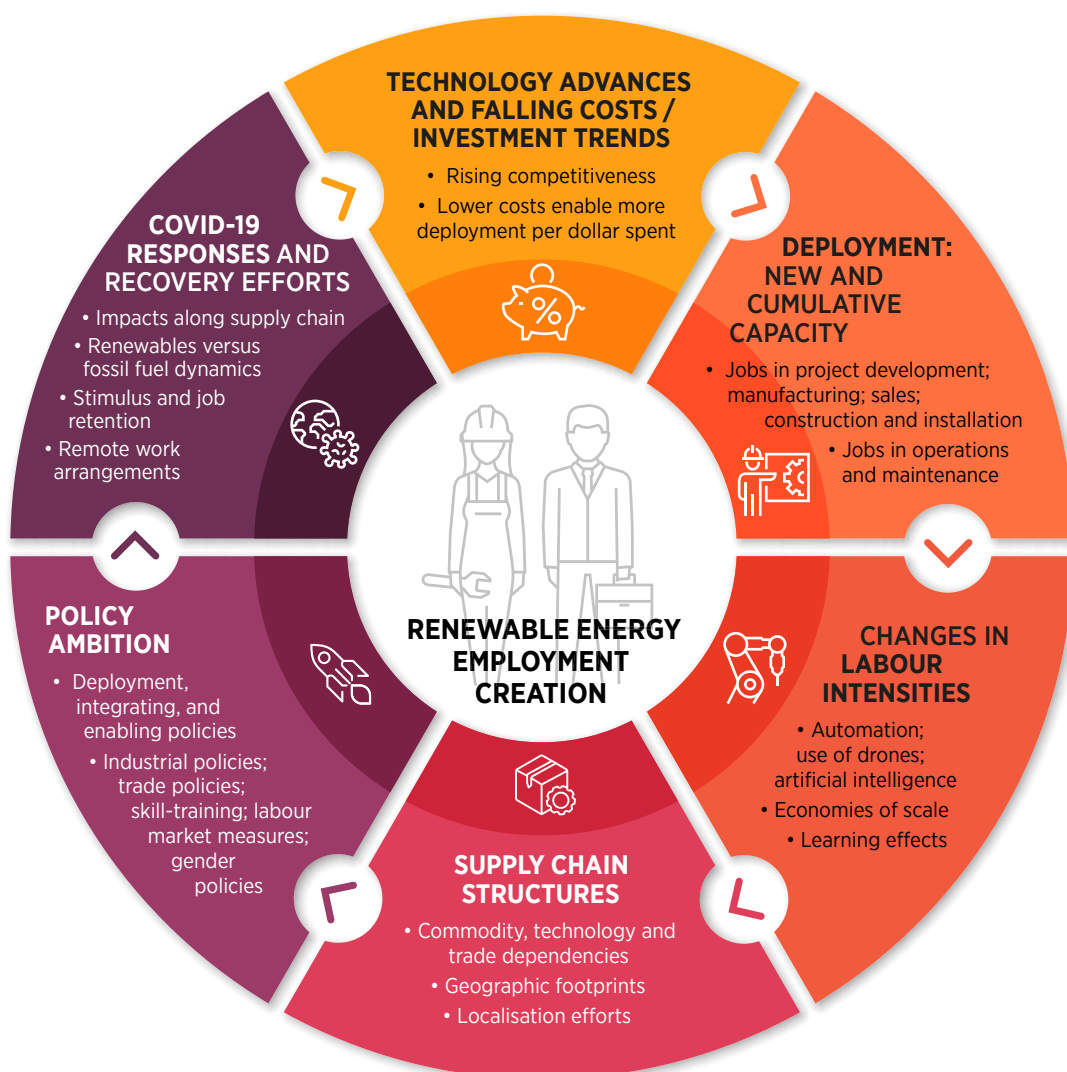 TECHNOLOGY ADVANCES
AND FALLING COSTS /
INVESTMENT TRENDS
• Rising competitiveness
• Lower costs enable more
deployment per dollar spent
DEPLOYMENT:
NEW AND
CUMULATIVE
CAPACITY
• Jobs in project development;
manufacturing; sales;
construction and installation
• Jobs in operations
and maintenance
CHANGES IN
LABOUR
INTENSITIES
• Automation;
use of drones;
artificial intelligence
• Economies of scale
• Learning effects
SUPPLY CHAIN
STRUCTURES
• Commodity, technology and
trade dependencies
• Geographic footprints
• Localisation efforts
POLICY
AMBITION
• Deployment,
integrating, and
enabling policies
• Industrial policies;
trade policies;
skill-training; labour
market measures;
gender
policies
COVID-19
RESPONSES AND
RECOVERY EFFORTS
• Impacts along supply chain
• Renewables versus
fossil fuel dynamics
• Stimulus and job
retention
• Remote work
arrangements
%
RENEWABLE ENERGY
EMPLOYMENT
CREATION